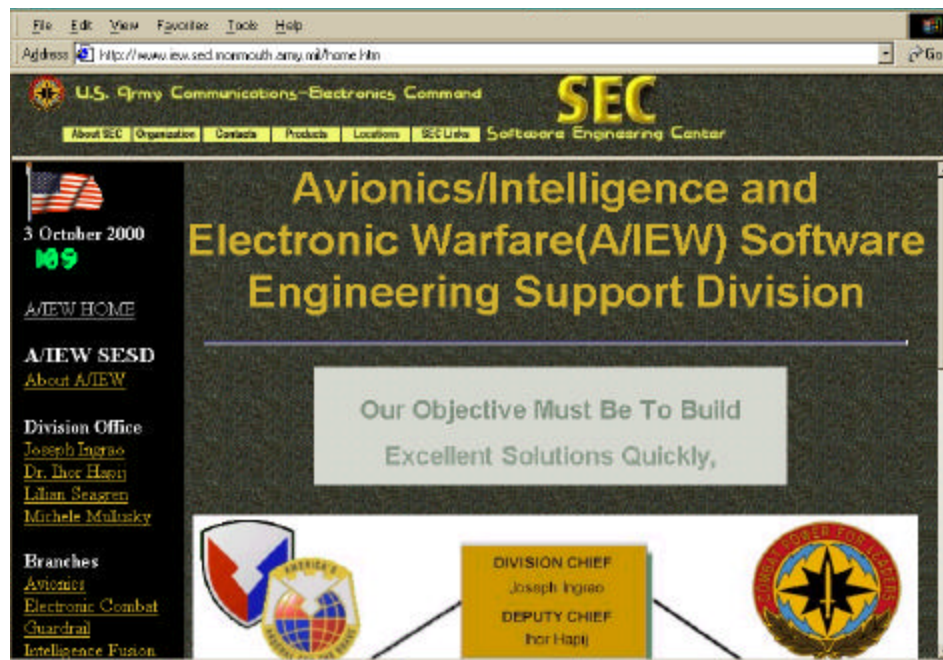 File Edit View Favorites Tools Help
Address http://www.iew.sed.monmouth.army.mil/home.htm Go
U.S. Army Communications-Electronics Command
SEC
About SEC Organization Contacts Products Locations SEC Links Software Engineering Center
3 October 2000
109
A/IEW HOME
A/IEW SESD
About A/IEW
Division Office
Joseph Ingrao
Dr. Ihor Hapij
Lillian Seagren
Michele Mullusky
Branches
Avionics
Electronic Combat
Guardrail
Intelligence Fusion
Avionics/Intelligence and
Electronic Warfare(A/IEW) Software
Engineering Support Division
Our Objective Must Be To Build
Excellent Solutions Quickly,
AMERICA'S
DIVISION CHIEF
Joseph Ingrao
DEPUTY CHIEF
Ihor Hapij
COMBAT POWER FOR LEADERS